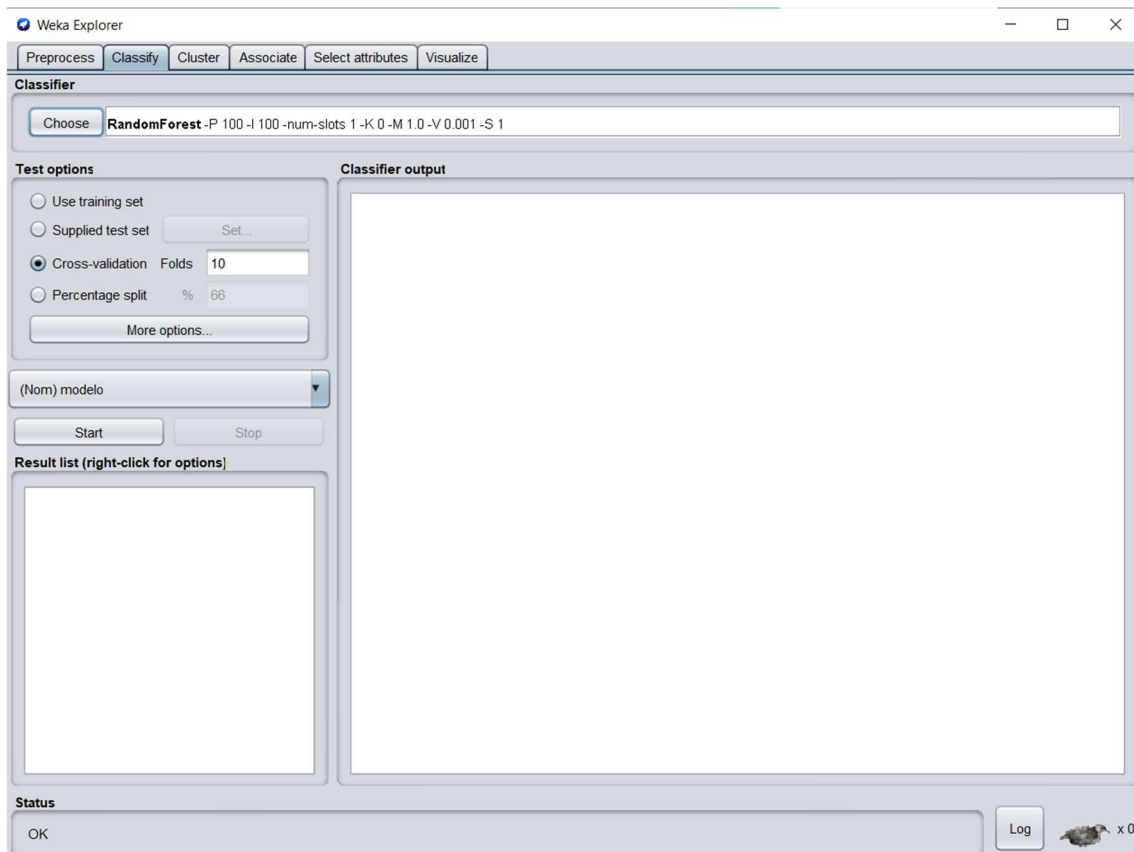 Weka Explorer
Preprocess Classify Cluster Associate Select attributes Visualize
Classifier
Choose RandomForest -P 100 -I 100 -num-slots 1 -K 0 -M 1.0 -V 0.001 -S 1
Test options
Use training set
Supplied test set Set...
Cross-validation Folds 10
Percentage split % 66
More options...
(Nom) modelo
Start Stop
Result list (right-click for options)
Classifier output
Status
OK
Log x 0